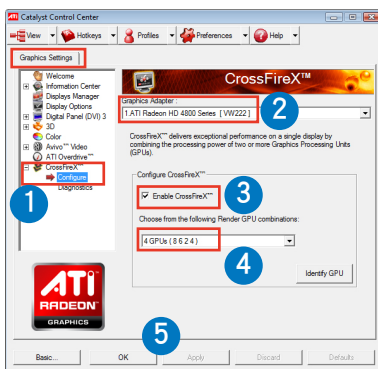 ATI Catalyst Control Center
View Hotkeys Profiles Preferences Help
Graphics Settings
Welcome
Information Center
Displays Manager
Display Options
Digital Panel (DVI) 3
3D
Color
Avivo™ Video
ATI Overdrive™
CrossFireX™
Configure
Diagnostics
1
CrossFireX™
Graphics Adapter :
1.ATI Radeon HD 4800 Series [ VW222 ]
2
CrossFireX™ delivers exceptional performance on a single display by
combining the processing power of two or more Graphics Processing Units
(GPUs).
Configure CrossFireX™
Enable CrossFireX™
3
Choose from the following Render GPU combinations:
4 GPUs ( 8 6 2 4 )
4
Identify GPU
ATI
RADEON
GRAPHICS
5
Basic... OK Apply Discard Defaults